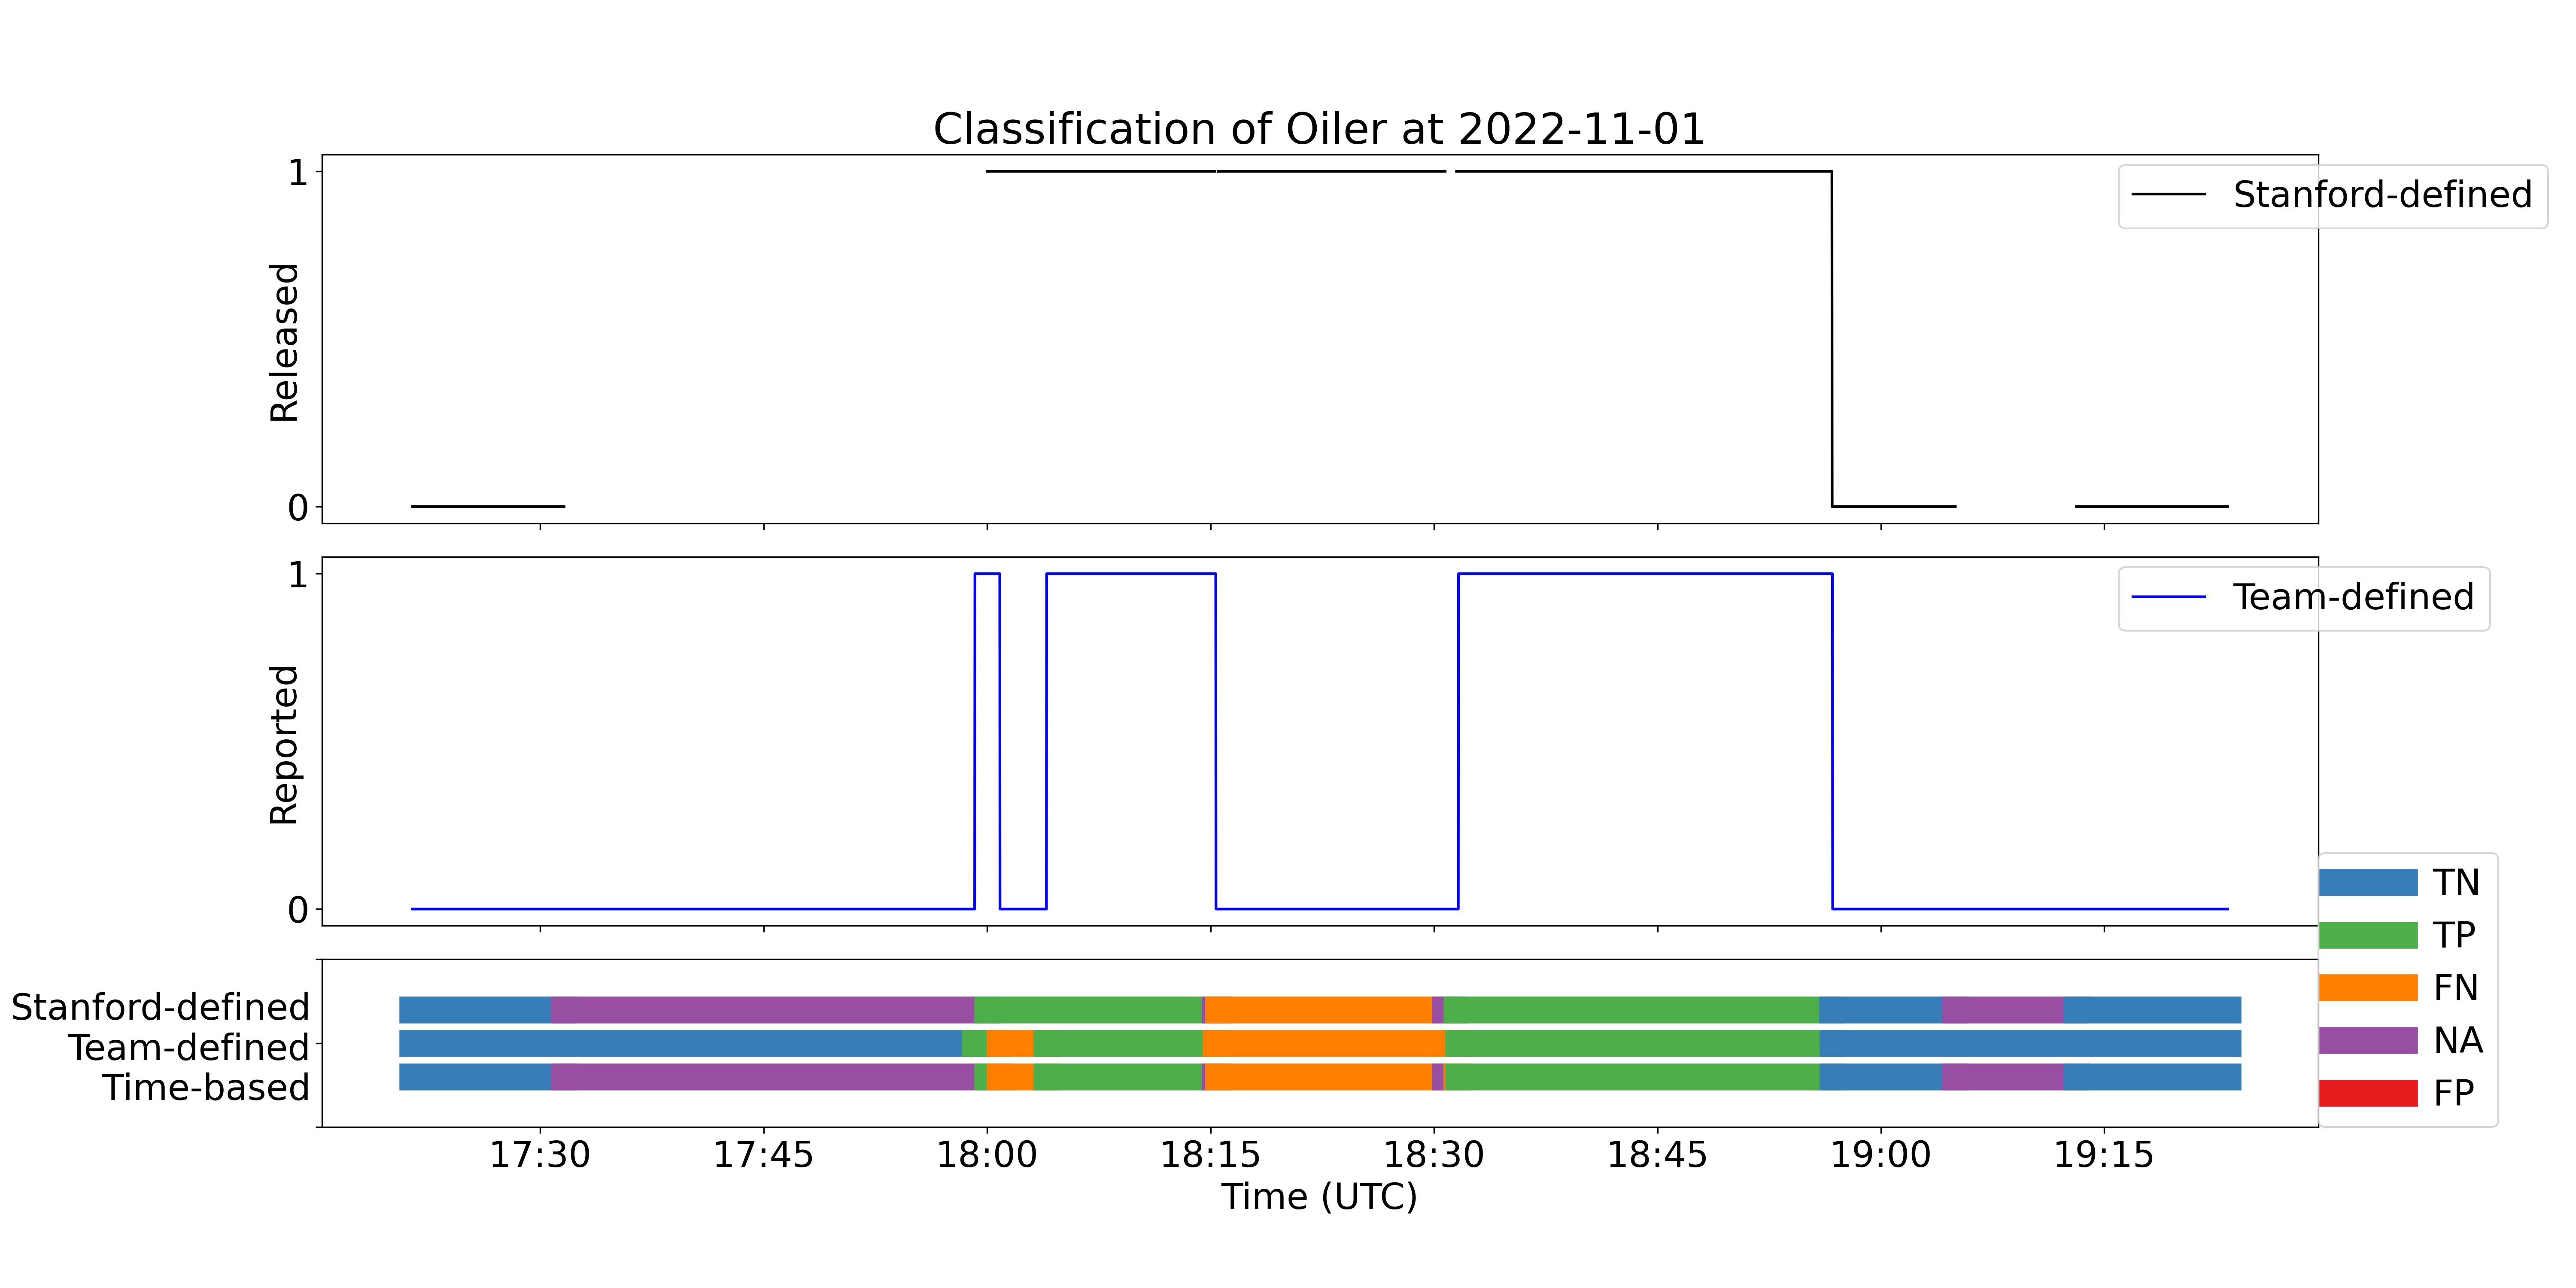 Classification of Oiler at 2022-11-01
1
Released
0
Stanford-defined
1
Reported
0
Team-defined
TN
TP
FN
NA
FP
Stanford-defined
Team-defined
Time-based
17:30 17:45 18:00 18:15 18:30 18:45 19:00 19:15
Time (UTC)